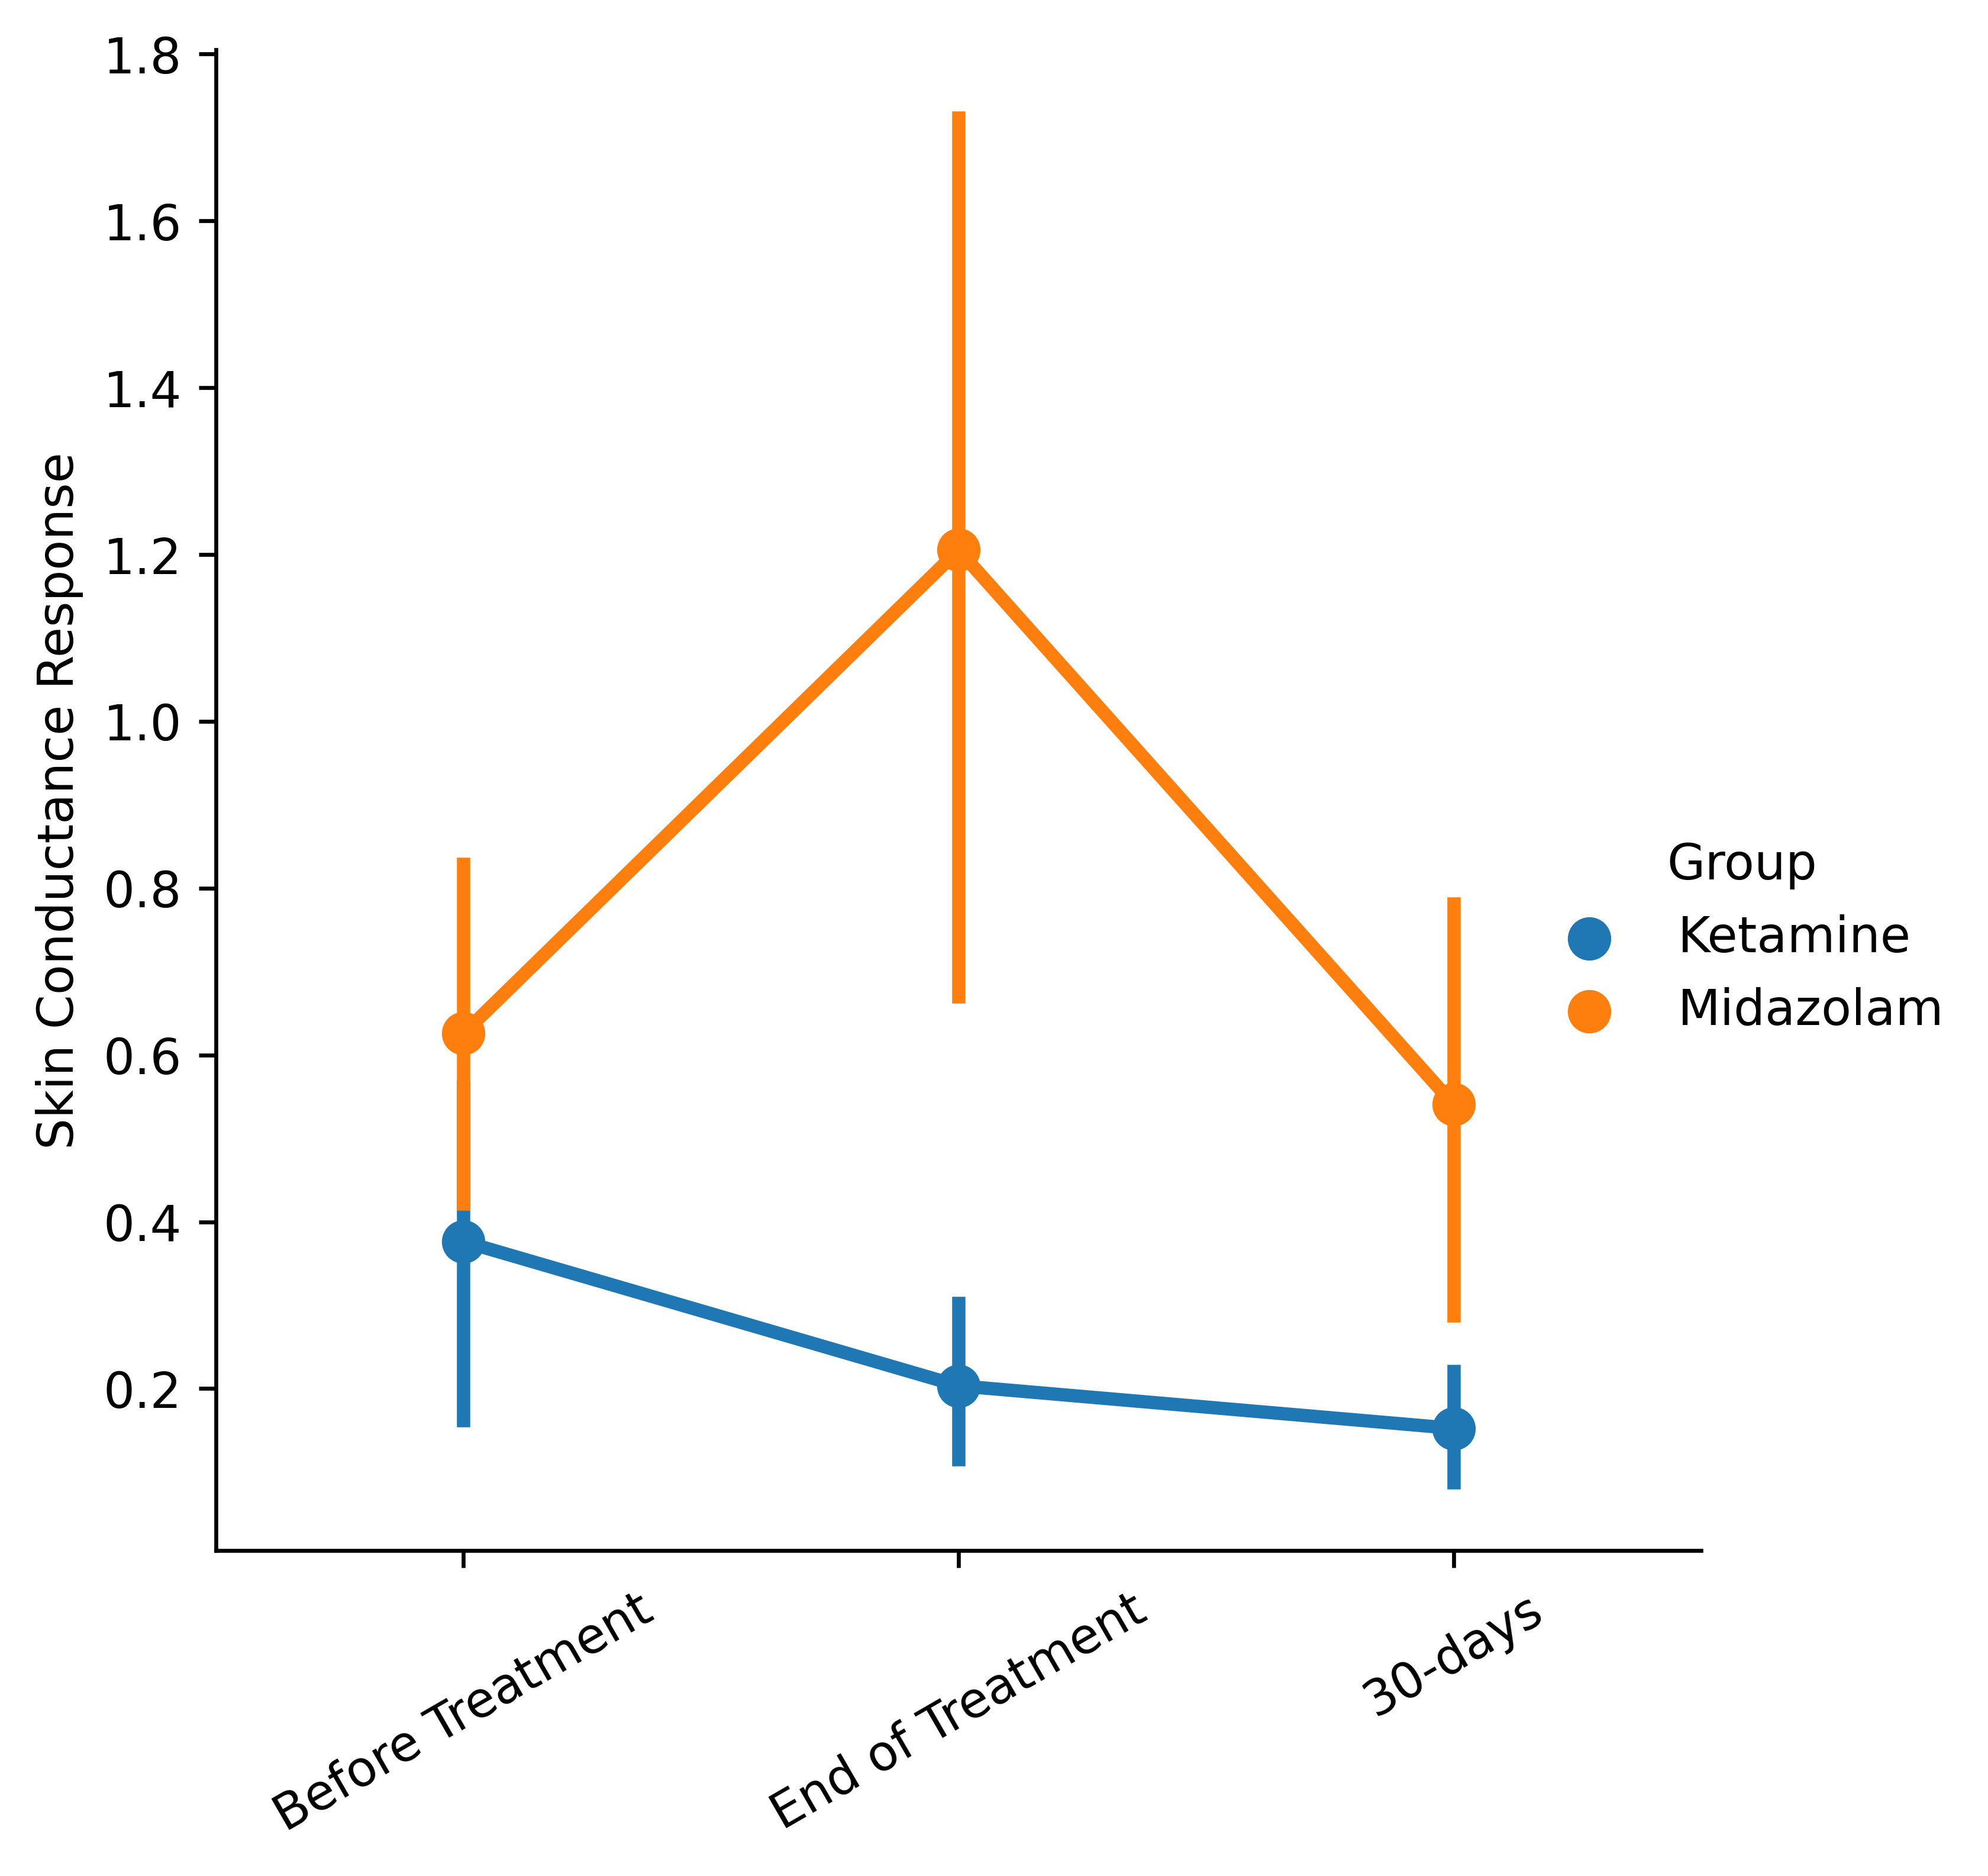 1.8
1.6
1.4
1.2
1.0
0.8
0.6
0.4
0.2
Skin Conductance Response
Before Treatment
End of Treatment
30-days
Group
Ketamine
Midazolam